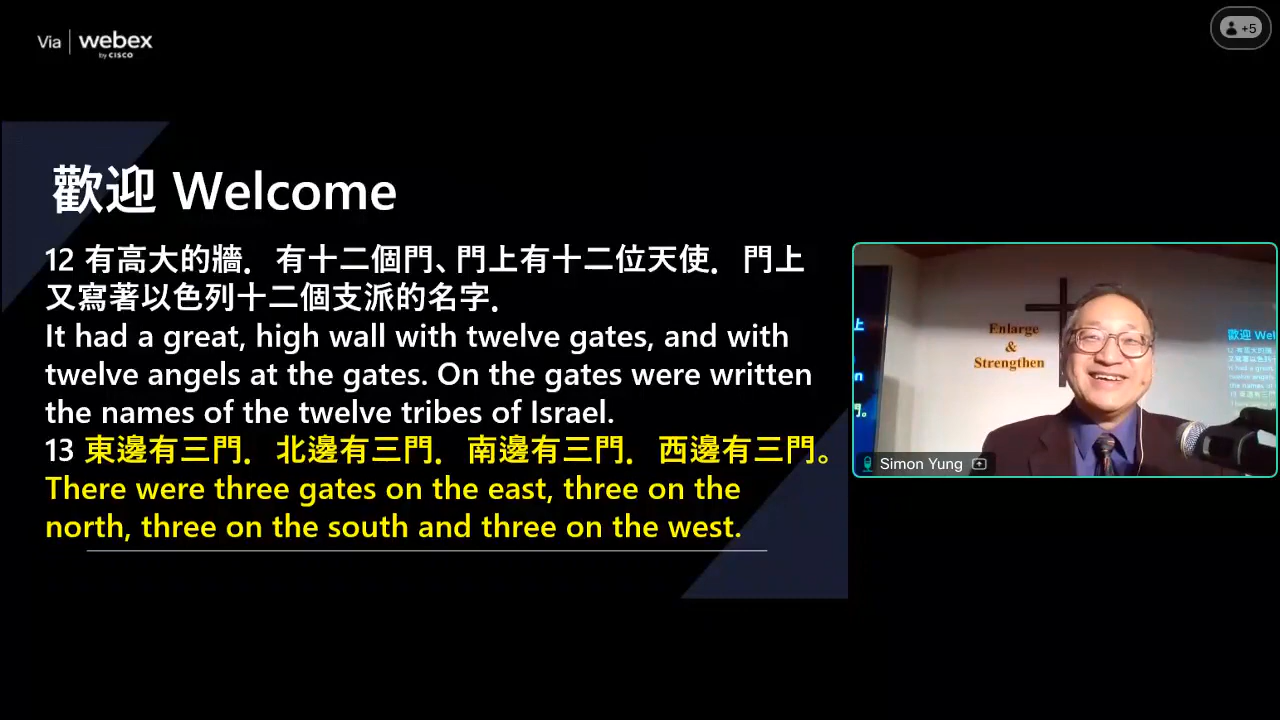 Via | webex
by CISCO
+5
歡迎 Welcome
12 有高大的牆．有十二個門、門上有十二位天使．門上
又寫著以色列十二個支派的名字．
It had a great, high wall with twelve gates, and with
twelve angels at the gates. On the gates were written
the names of the twelve tribes of Israel.
13 東邊有三門．北邊有三門．南邊有三門．西邊有三門。
There were three gates on the east, three on the
north, three on the south and three on the west.
Enlarge
&
Strengthen
Simon Yung